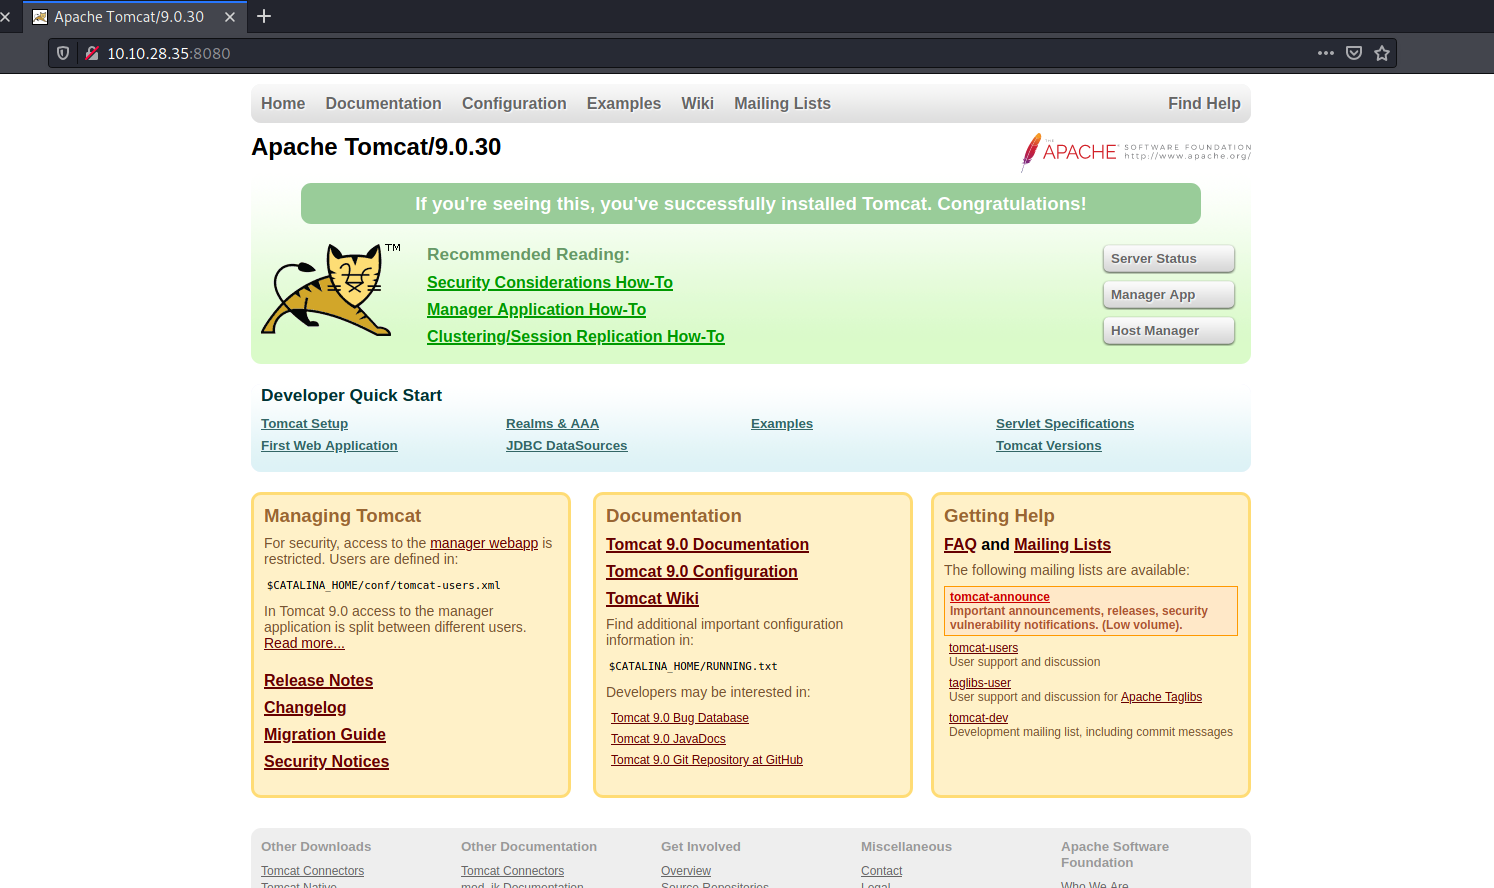 Apache Tomcat/9.0.30
10.10.28.35:8080
Home Documentation Configuration Examples Wiki Mailing Lists Find Help
Apache Tomcat/9.0.30
THE APACHE SOFTWARE FOUNDATION
http://www.apache.org/
If you're seeing this, you've successfully installed Tomcat. Congratulations!
TM
Recommended Reading:
Security Considerations How-To
Manager Application How-To
Clustering/Session Replication How-To
Server Status
Manager App
Host Manager
Developer Quick Start
Tomcat Setup
First Web Application
Realms & AAA
JDBC DataSources
Examples
Servlet Specifications
Tomcat Versions
Managing Tomcat
For security, access to the manager webapp is
restricted. Users are defined in:
$CATALINA_HOME/conf/tomcat-users.xml
In Tomcat 9.0 access to the manager
application is split between different users.
Read more...
Release Notes
Changelog
Migration Guide
Security Notices
Documentation
Tomcat 9.0 Documentation
Tomcat 9.0 Configuration
Tomcat Wiki
Find additional important configuration
information in:
$CATALINA_HOME/RUNNING.txt
Developers may be interested in:
Tomcat 9.0 Bug Database
Tomcat 9.0 JavaDocs
Tomcat 9.0 Git Repository at GitHub
Getting Help
FAQ and Mailing Lists
The following mailing lists are available:
tomcat-announce
Important announcements, releases, security
vulnerability notifications. (Low volume).
tomcat-users
User support and discussion
taglibs-user
User support and discussion for Apache Taglibs
tomcat-dev
Development mailing list, including commit messages
Other Downloads
Tomcat Connectors
Tomcat Native
Other Documentation
Tomcat Connectors
mod_jk Documentation
Get Involved
Overview
Source Repositories
Miscellaneous
Contact
Legal
Apache Software
Foundation
Who We Are